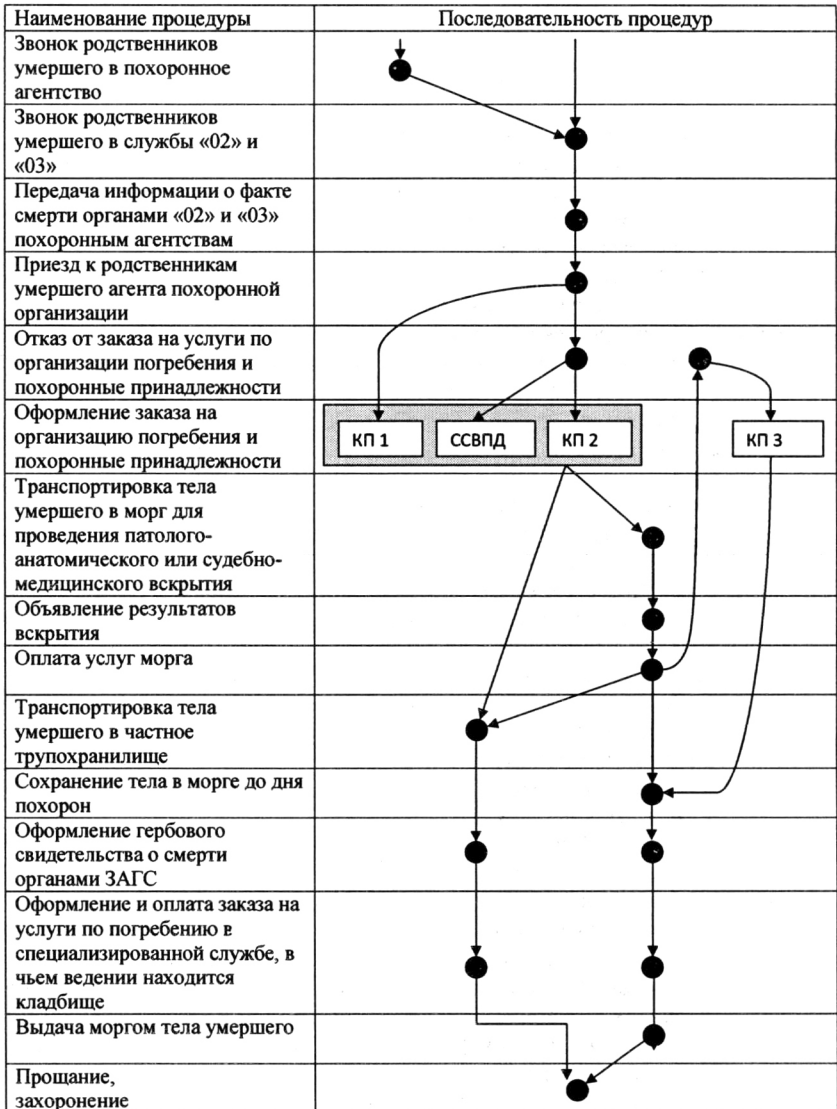 Наименование процедуры
Последовательность процедур
Звонок родственников
умершего в похоронное
агентство
Звонок родственников
умершего в службы «02» и
«03»
Передача информации о факте
смерти органами «02» и «03»
похоронным агентствам
Приезд к родственникам
умершего агента похоронной
организации
Отказ от заказа на услуги по
организации погребения и
похоронные принадлежности
Оформление заказа на
организацию погребения и
похоронные принадлежности
КП 1
ССВПД
КП 2
КП 3
Транспортировка тела
умершего в морг для
проведения патолого-
анатомического или судебно-
медицинского вскрытия
Объявление результатов
вскрытия
Оплата услуг морга
Транспортировка тела
умершего в частное
трупохранилище
Сохранение тела в морге до дня
похорон
Оформление гербового
свидетельства о смерти
органами ЗАГС
Оформление и оплата заказа на
услуги по погребению в
специализированной службе, в
чьем ведении находится
кладбище
Выдача моргом тела умершего
Прощание,
захоронение